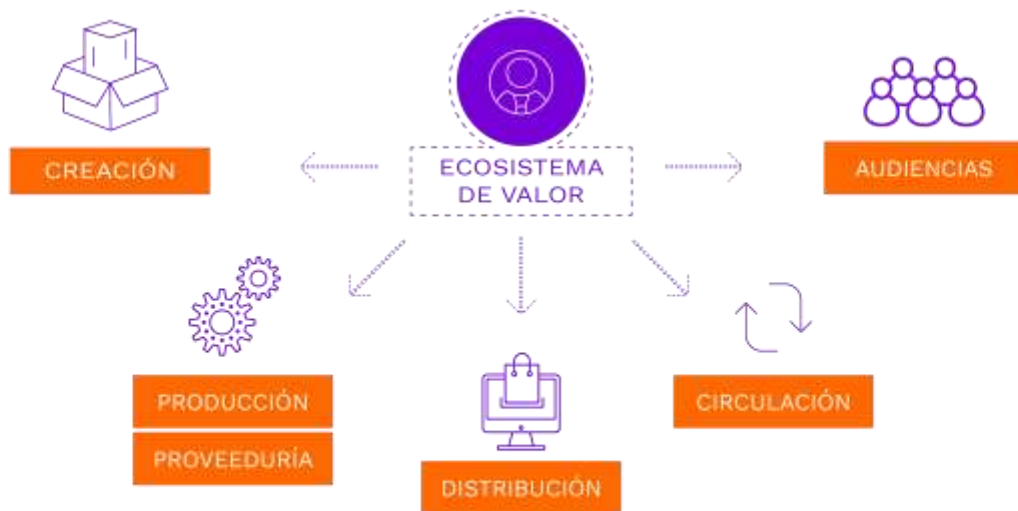 ECOSISTEMA
DE VALOR
CREACIÓN
AUDIENCIAS
PRODUCCIÓN
PROVEEDURÍA
CIRCULACIÓN
DISTRIBUCIÓN